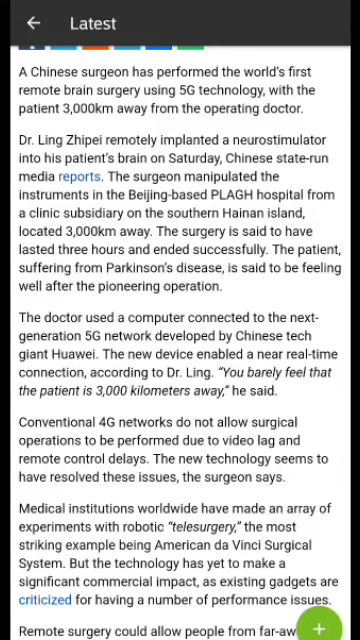 Latest
A Chinese surgeon has performed the world's first
remote brain surgery using 5G technology, with the
patient 3,000km away from the operating doctor.
Dr. Ling Zhipei remotely implanted a neurostimulator
into his patient's brain on Saturday, Chinese state-run
media reports. The surgeon manipulated the
instruments in the Beijing-based PLAGH hospital from
a clinic subsidiary on the southern Hainan island,
located 3,000km away. The surgery is said to have
lasted three hours and ended successfully. The patient,
suffering from Parkinson's disease, is said to be feeling
well after the pioneering operation.
The doctor used a computer connected to the next-
generation 5G network developed by Chinese tech
giant Huawei. The new device enabled a near real-time
connection, according to Dr. Ling. “You barely feel that
the patient is 3,000 kilometers away,” he said.
Conventional 4G networks do not allow surgical
operations to be performed due to video lag and
remote control delays. The new technology seems to
have resolved these issues, the surgeon says.
Medical institutions worldwide have made an array of
experiments with robotic “telesurgery,” the most
striking example being American da Vinci Surgical
System. But the technology has yet to make a
significant commercial impact, as existing gadgets are
criticized for having a number of performance issues.
Remote surgery could allow people from far-aw